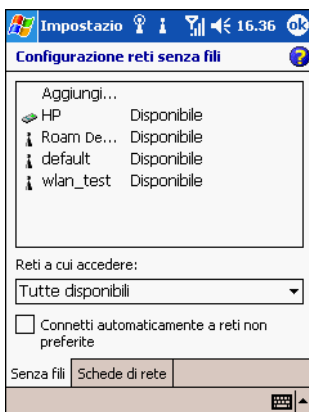 Impostazio 16.36 ok
Configurazione reti senza fili ?
Aggiungi...
HP Disponibile
Roam De... Disponibile
default Disponibile
wlan_test Disponibile
Reti a cui accedere:
Tutte disponibili
Connetti automaticamente a reti non
preferite
Senza fili Schede di rete